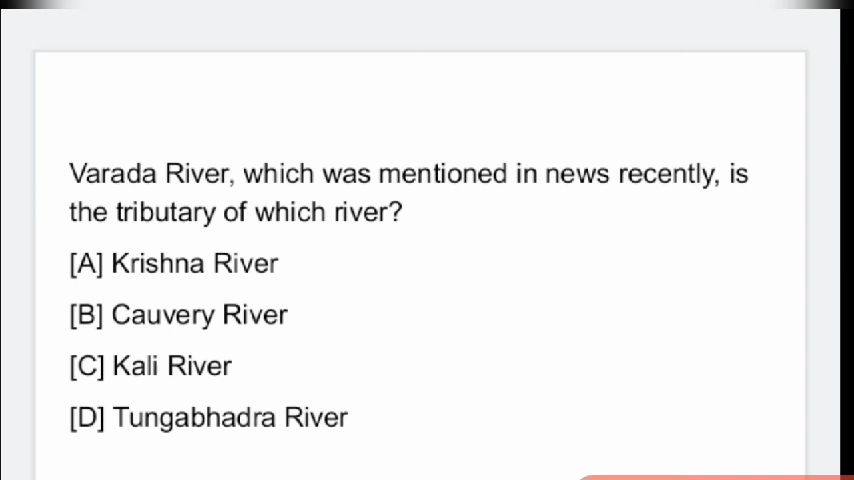 Varada River, which was mentioned in news recently, is
the tributary of which river?
[A] Krishna River
[B] Cauvery River
[C] Kali River
[D] Tungabhadra River